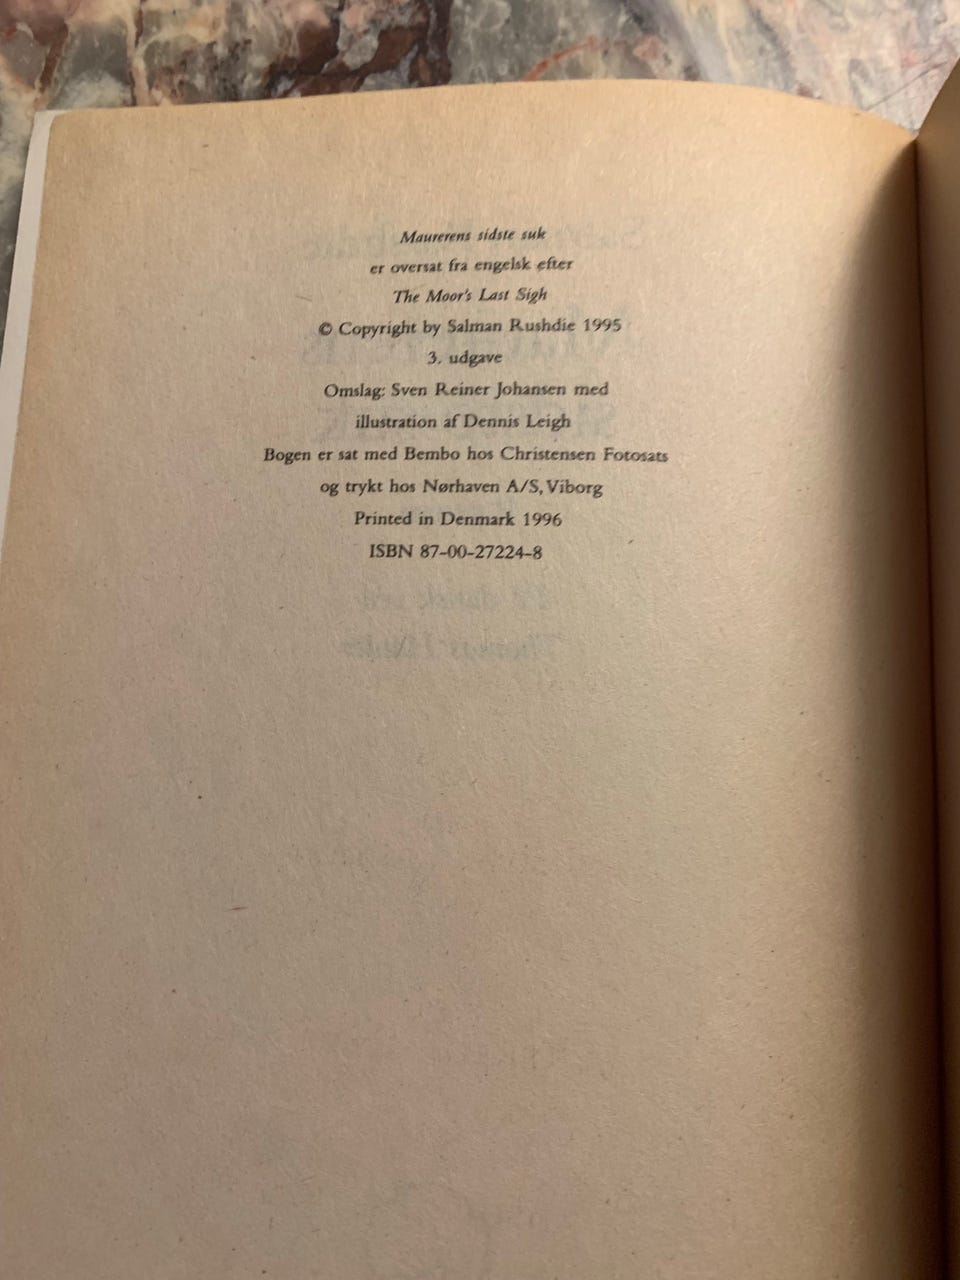 Maurerens sidste suk
er oversat fra engelsk efter
The Moor's Last Sigh
© Copyright by Salman Rushdie 1995
3. udgave
Omslag: Sven Reiner Johansen med
illustration af Dennis Leigh
Bogen er sat med Bembo hos Christensen Fotosats
og trykt hos Nørhaven A/S, Viborg
Printed in Denmark 1996
ISBN 87-00-27224-8